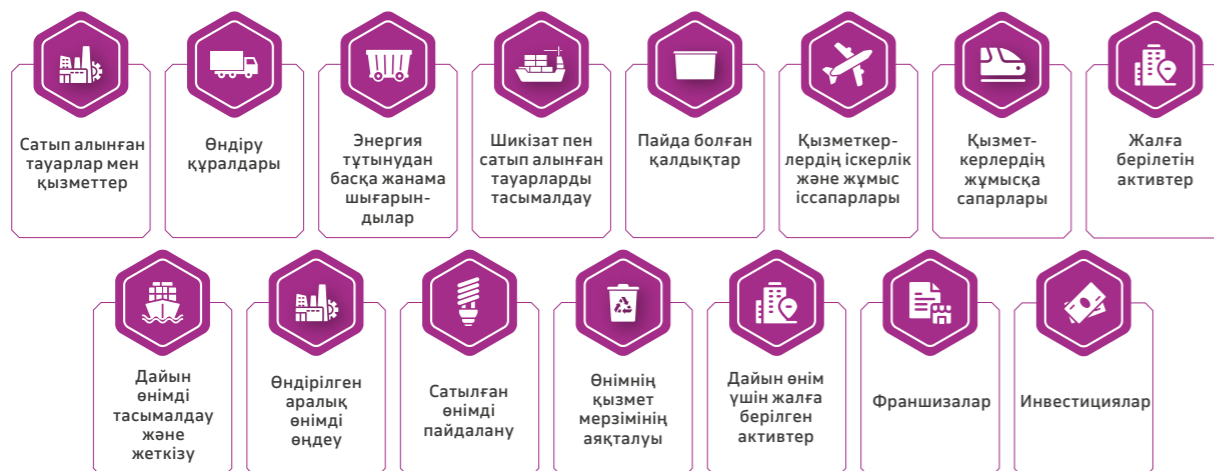 Сатып алынған
тауарлар мен
қызметтер
Өндіру
құралдары
Энергия
тұтынудан
басқа жанама
шығарын-
дылар
Шикізат пен
сатып алынған
тауарларды
тасымалдау
Пайда болған
қалдықтар
Қызметкер-
лердің іскерлік
және жұмыс
іссапарлары
Қызмет-
керлердің
жұмысқа
сапарлары
Жалға
берілетін
активтер
Дайын
өнімді
тасымалдау
және
жеткізу
Өндірілген
аралық
өнімді
өңдеу
Сатылған
өнімді
пайдалану
Өнімнің
қызмет
мерзімінің
аяқталуы
Дайын өнім
үшін жалға
берілген
активтер
Франшизалар
Инвестициялар